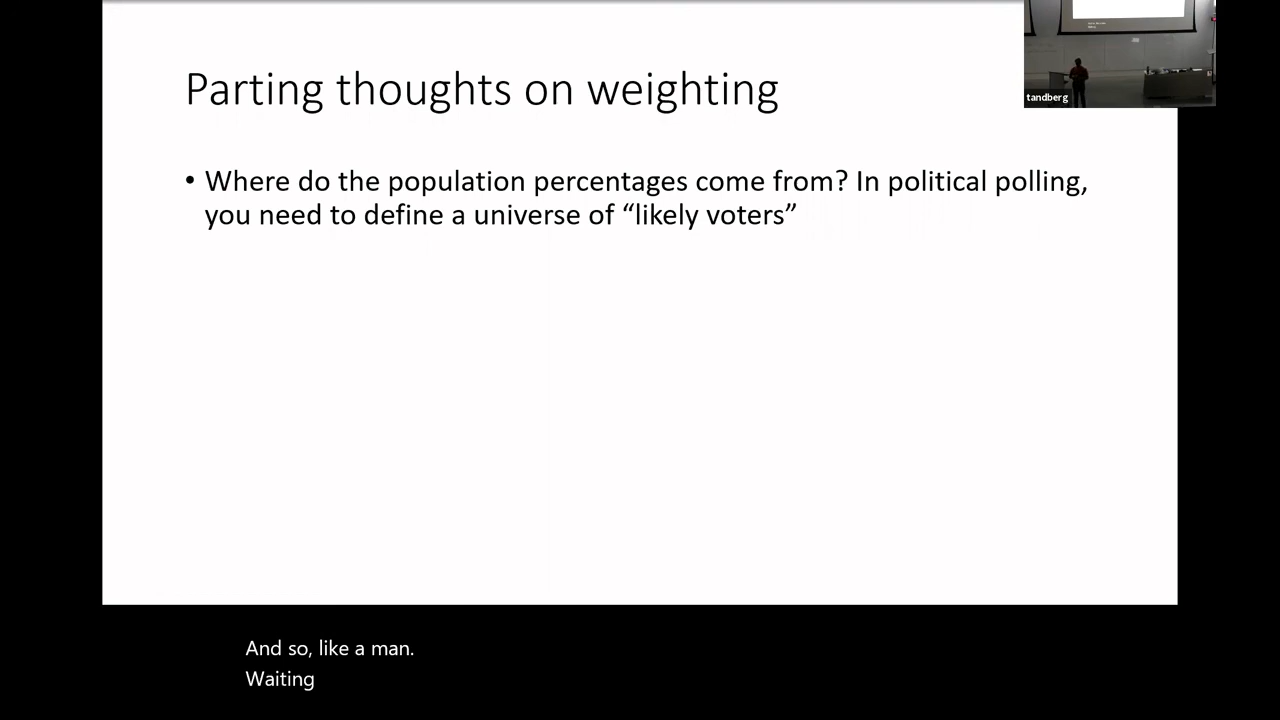 Parting thoughts on weighting
tandberg
• Where do the population percentages come from? In political polling,
you need to define a universe of “likely voters”
And so, like a man.
Waiting